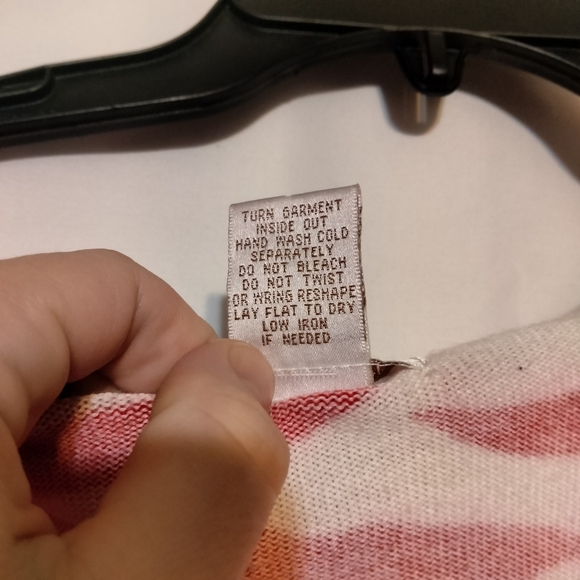 TURN GARMENT
INSIDE OUT
HAND WASH COLD
SEPARATELY
DO NOT BLEACH
DO NOT TWIST
OR WRING RESHAPE
LAY FLAT TO DRY
LOW IRON
IF NEEDED